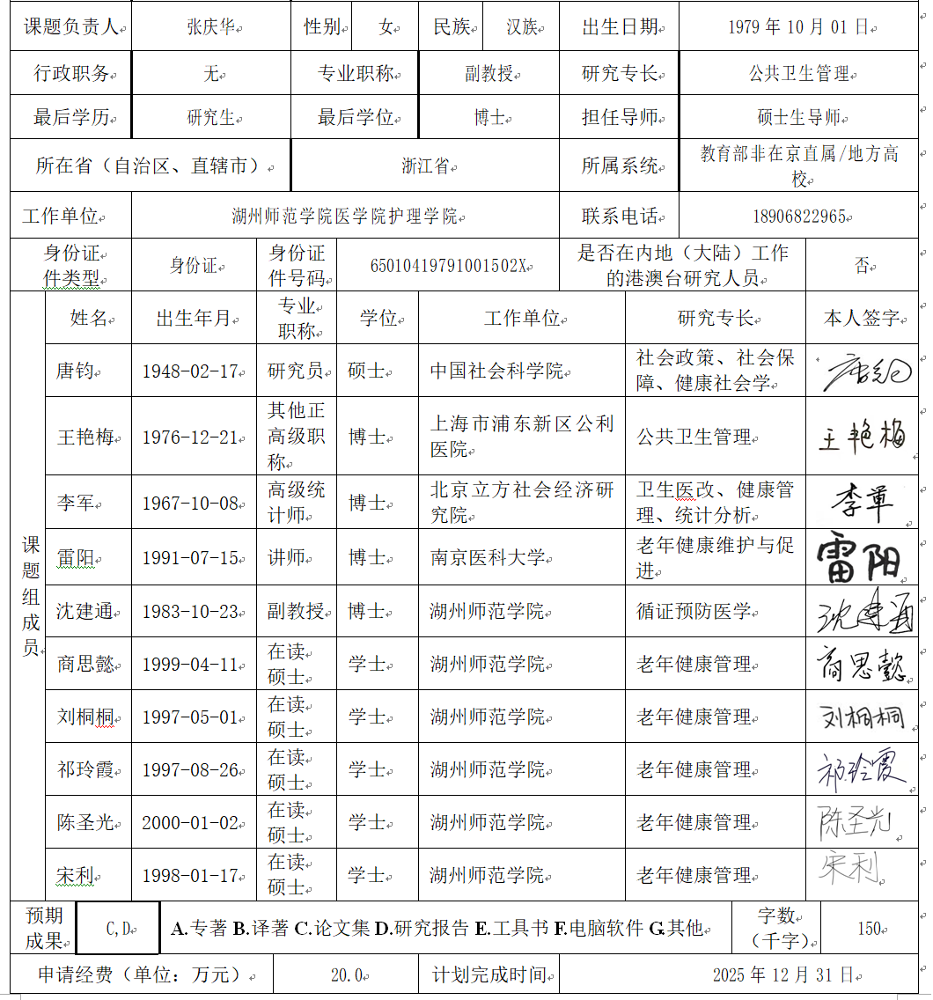 课题负责人 张庆华 性别 女 民族 汉族 出生日期 1979 年 10 月 01 日
行政职务 无 专业职称 副教授 研究专长 公共卫生管理
最后学历 研究生 最后学位 博士 担任导师 硕士生导师
所在省（自治区、直辖市） 浙江省 所属系统 教育部非在京直属/地方高
校
工作单位 湖州师范学院医学院护理学院 联系电话 18906822965
身份证
件类型 身份证 身份证
件号码 65010419791001502X 是否在内地（大陆）工作
的港澳台研究人员 否
课题组成员
姓名 出生年月 专业
职称 学位 工作单位 研究专长 本人签字
唐钧 1948-02-17 研究员 硕士 中国社会科学院 社会政策、社会保
障、健康社会学 唐钧
王艳梅 1976-12-21 其他正
高级职
称 博士 上海市浦东新区公利
医院 公共卫生管理 王艳梅
李军 1967-10-08 高级统
计师 博士 北京立方社会经济研
究院 卫生医改、健康管
理、统计分析 李军
雷阳 1991-07-15 讲师 博士 南京医科大学 老年健康维护与促
进 雷阳
沈建通 1983-10-23 副教授 博士 湖州师范学院 循证预防医学 沈建通
商思懿 1999-04-11 在读
硕士 学士 湖州师范学院 老年健康管理 商思懿
刘桐桐 1997-05-01 在读
硕士 学士 湖州师范学院 老年健康管理 刘桐桐
祁玲霞 1997-08-26 在读
硕士 学士 湖州师范学院 老年健康管理 祁玲霞
陈圣光 2000-01-02 在读
硕士 学士 湖州师范学院 老年健康管理 陈圣光
宋利 1998-01-17 在读
硕士 学士 湖州师范学院 老年健康管理 宋利
预期
成果 C,D A.专著 B.译著 C.论文集 D.研究报告 E.工具书 F.电脑软件 G.其他 字数
（千字） 150
申请经费（单位：万元） 20.0 计划完成时间 2025 年 12 月 31 日